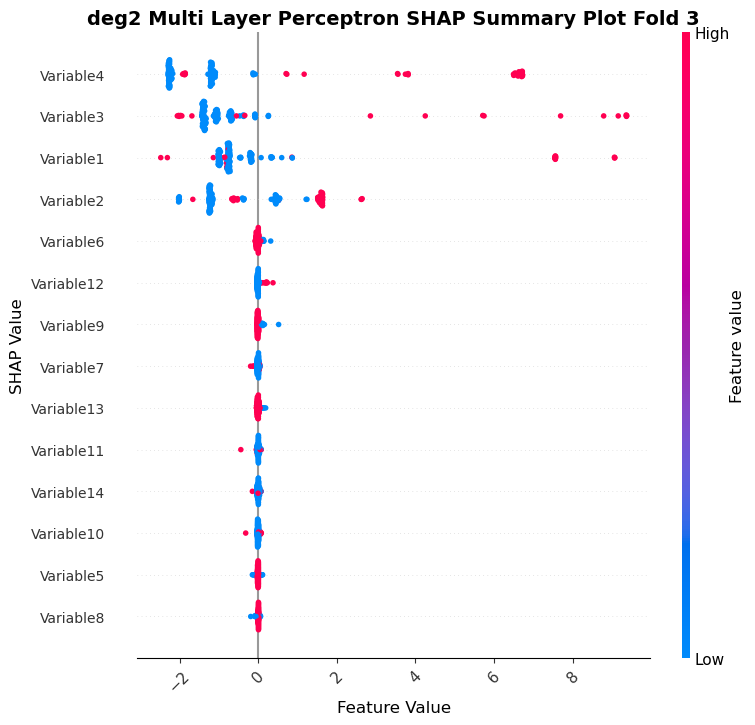 deg2 Multi Layer Perceptron SHAP Summary Plot Fold 3
High
Variable4
Variable3
Variable1
Variable2
Variable6
Variable12
Variable9
Variable7
Variable13
Variable11
Variable14
Variable10
Variable5
Variable8
SHAP Value
Feature value
Low
−2 0 2 4 6 8
Feature Value